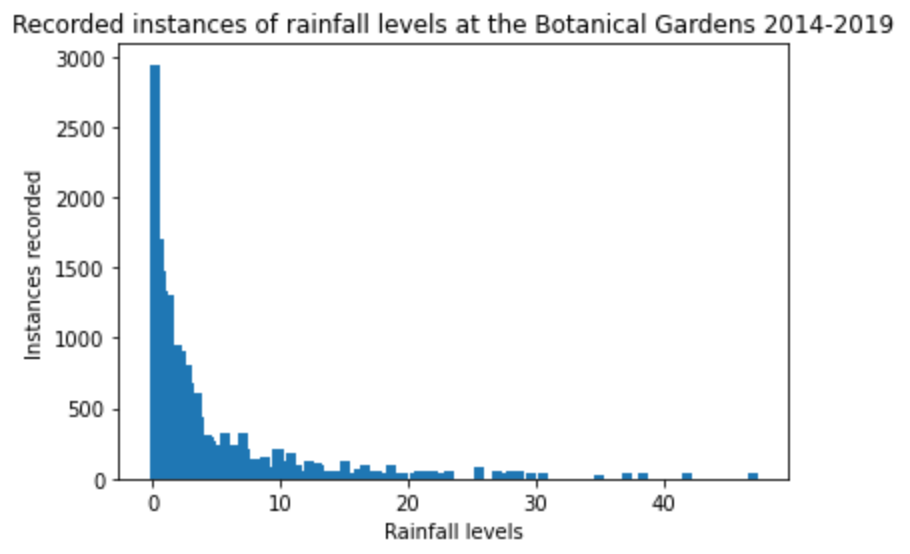 Recorded instances of rainfall levels at the Botanical Gardens 2014-2019
3000
2500
2000
1500
1000
500
0
Instances recorded
0 10 20 30 40
Rainfall levels